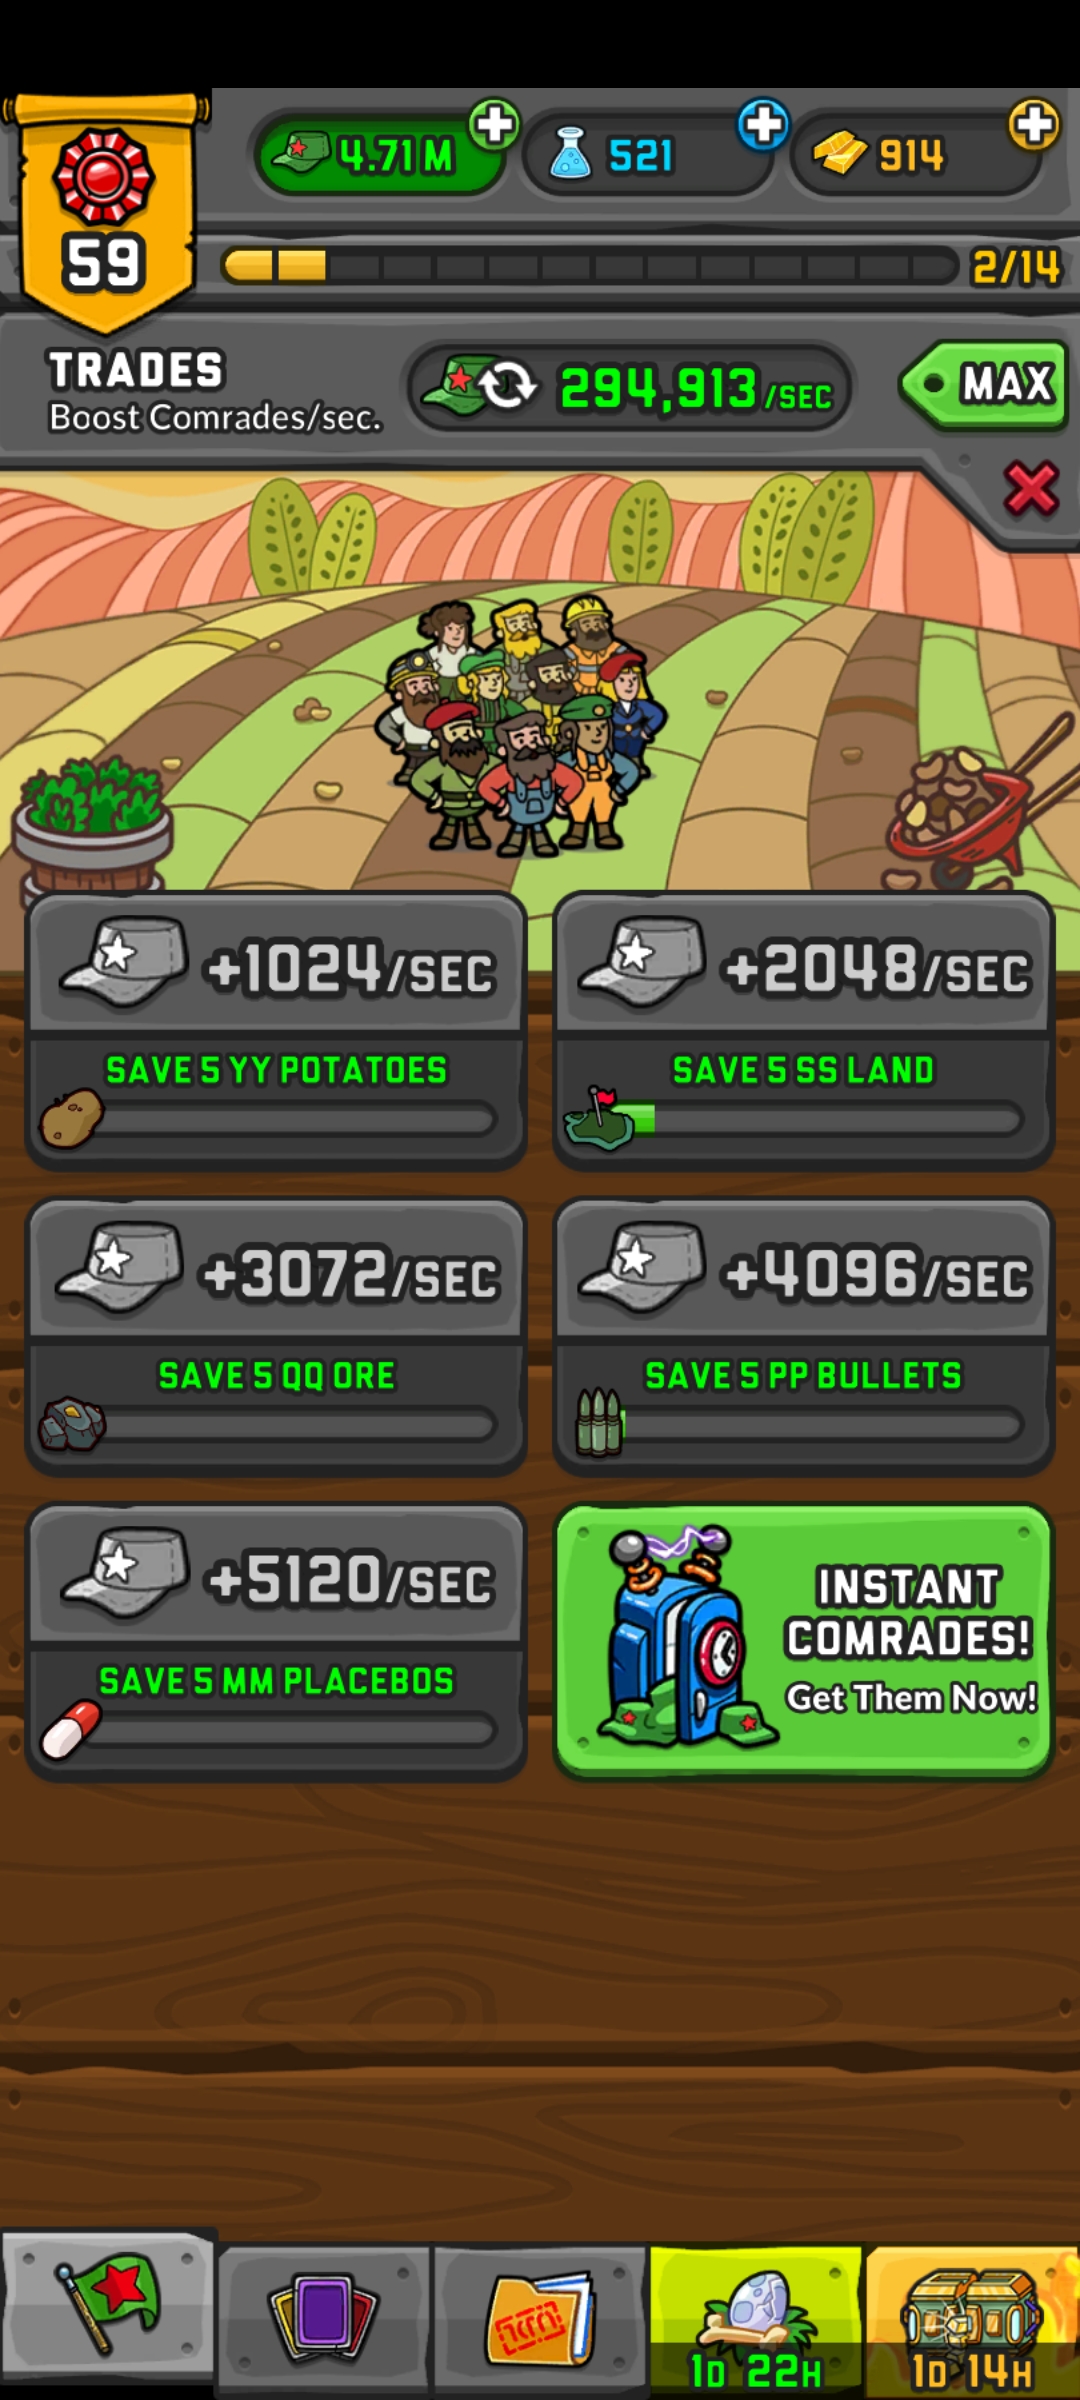 4.71 M
521
914
59
2/14
TRADES
Boost Comrades/sec.
294,913/SEC
MAX
+1024/SEC
SAVE 5 YY POTATOES
+2048/SEC
SAVE 5 SS LAND
+3072/SEC
SAVE 5 QQ ORE
+4096/SEC
SAVE 5 PP BULLETS
+5120/SEC
SAVE 5 MM PLACEBOS
INSTANT
COMRADES!
Get Them Now!
1D 22H
1D 14H